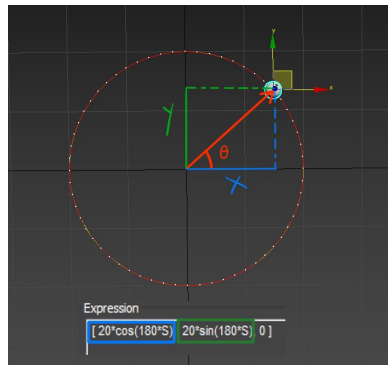 y
y
x
θ
x
Expression
[ 20*cos(180*S) 20*sin(180*S) 0 ]